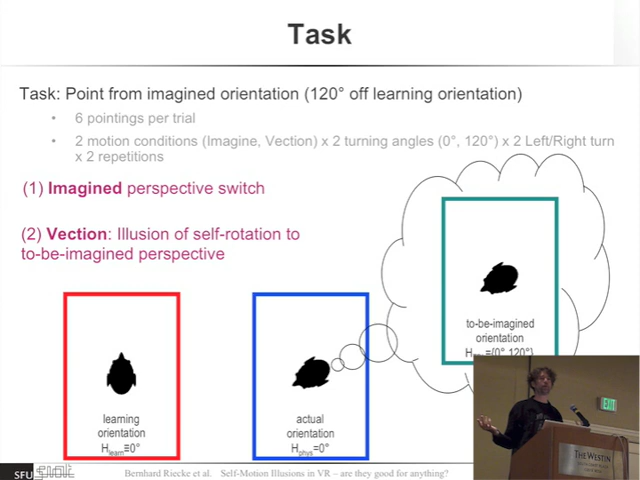 Task
Task: Point from imagined orientation (120° off learning orientation)
• 6 pointings per trial
• 2 motion conditions (Imagine, Vection) x 2 turning angles (0°, 120°) x 2 Left/Right turn
x 2 repetitions
(1) Imagined perspective switch
(2) Vection: Illusion of self-rotation to
to-be-imagined perspective
to-be-imagined
orientation
={0°,120°}
learning
orientation
Hlearn=0°
actual
orientation
Hphys=0°
EXIT
THE WESTIN
SFU
Bernhard Riecke et al. Self-Motion Illusions in VR – are they good for anything?